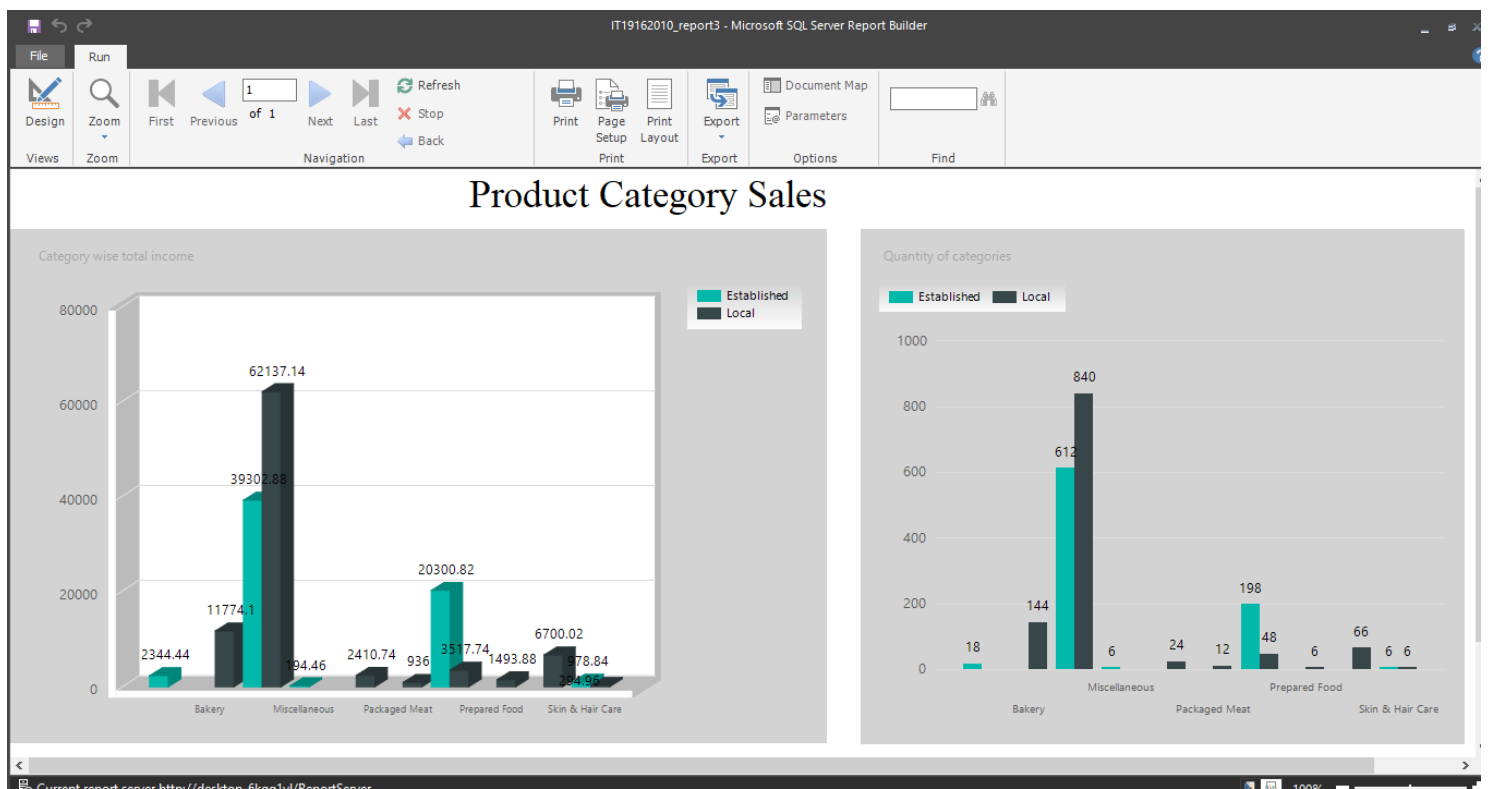 IT19162010_report3 - Microsoft SQL Server Report Builder
File
Run
Design
Zoom
First
Previous
1
of 1
Next
Last
Refresh
Stop
Back
Print
Page
Setup
Print
Layout
Export
Document Map
Parameters
Views
Zoom
Navigation
Print
Export
Options
Find
Product Category Sales
Category wise total income
Established
Local
80000
60000
40000
20000
0
2344.44
11774.1
39302.88
62137.14
194.46
2410.74
936
20300.82
3517.74
1493.88
6700.02
978.84
294.96
Bakery
Miscellaneous
Packaged Meat
Prepared Food
Skin & Hair Care
Quantity of categories
Established
Local
1000
800
600
400
200
0
18
144
612
840
6
24
12
198
48
6
66
6
6
Miscellaneous
Prepared Food
Bakery
Packaged Meat
Skin & Hair Care
Current report server
100%